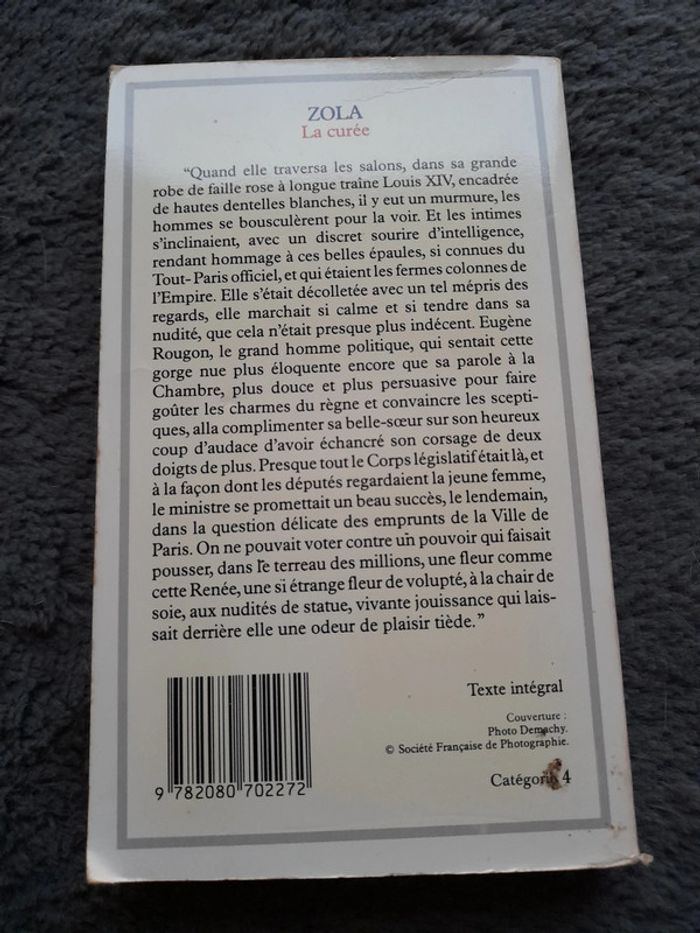 ZOLA
La curée
“Quand elle traversa les salons, dans sa grande
robe de faille rose à longue traîne Louis XIV, encadrée
de hautes dentelles blanches, il y eut un murmure, les
hommes se bousculèrent pour la voir. Et les intimes
s’inclinaient, avec un discret sourire d’intelligence,
rendant hommage à ces belles épaules, si connues du
Tout-Paris officiel, et qui étaient les fermes colonnes de
l’Empire. Elle s’était décolletée avec un tel mépris des
regards, elle marchait si calme et si tendre dans sa
nudité, que cela n’était presque plus indécent. Eugène
Rougon, le grand homme politique, qui sentait cette
gorge nue plus éloquente encore que sa parole à la
Chambre, plus douce et plus persuasive pour faire
goûter les charmes du règne et convaincre les scepti-
ques, alla complimenter sa belle-sœur sur son heureux
coup d’audace d’avoir échancré son corsage de deux
doigts de plus. Presque tout le Corps législatif était là, et
à la façon dont les députés regardaient la jeune femme,
le ministre se promettait un beau succès, le lendemain,
dans la question délicate des emprunts de la Ville de
Paris. On ne pouvait voter contre un pouvoir qui faisait
pousser, dans le terreau des millions, une fleur comme
cette Renée, une si étrange fleur de volupté, à la chair de
soie, aux nudités de statue, vivante jouissance qui lais-
sait derrière elle une odeur de plaisir tiède.”
Texte intégral
Couverture :
Photo Demachy.
© Société Française de Photographie.
Catégorie 4
9 782080 702272